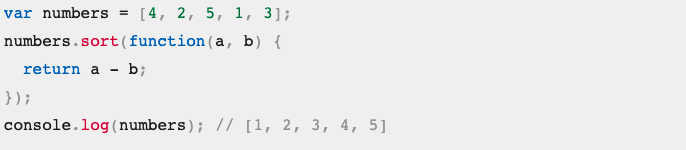 var numbers = [4, 2, 5, 1, 3];
numbers.sort(function(a, b) {
  return a - b;
});
console.log(numbers); // [1, 2, 3, 4, 5]